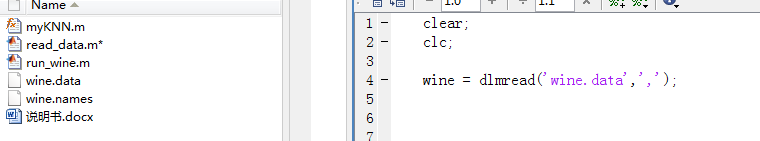 Name
myKNN.m
read_data.m*
run_wine.m
wine.data
wine.names
说明书.docx
1.0
1.1
1 clear;
2 clc;
3
4 wine = dlmread('wine.data',',');
5
6
7